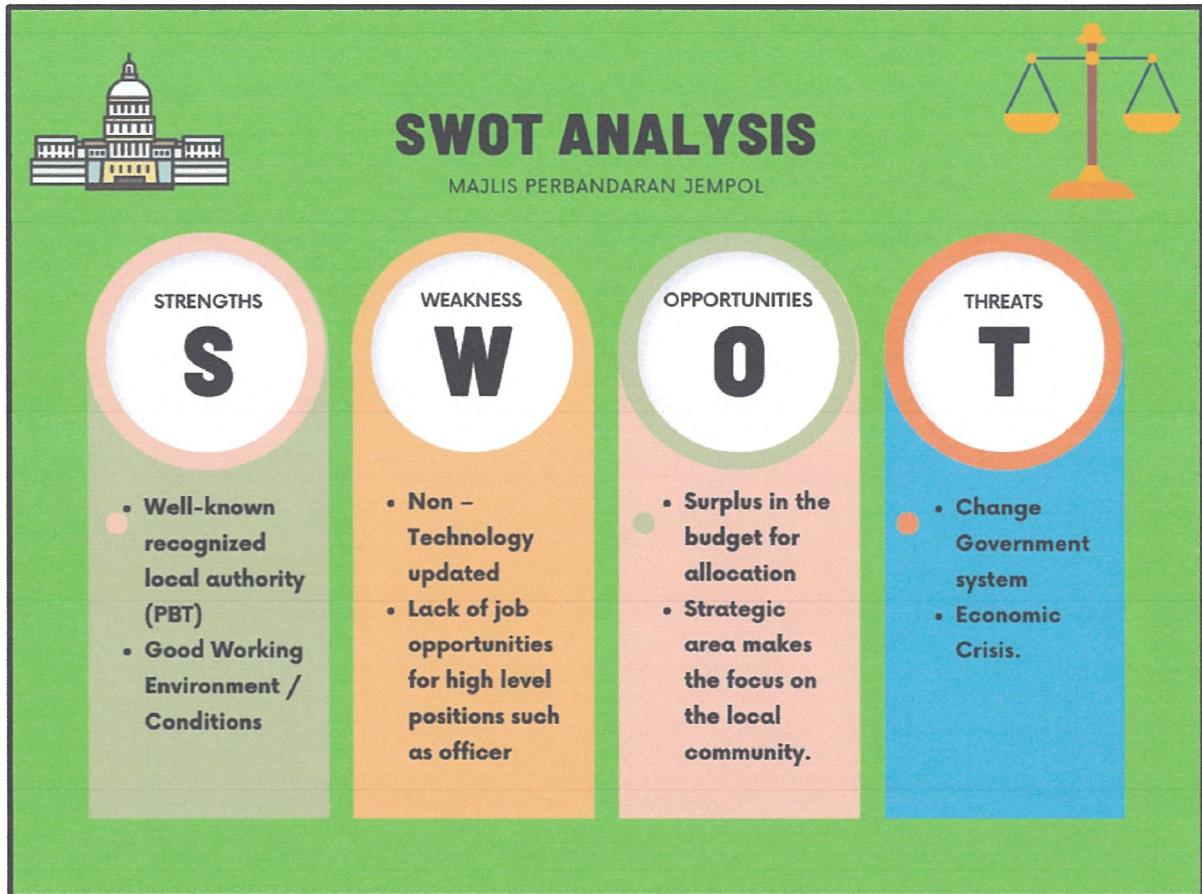 SWOT ANALYSIS
MAJLIS PERBANDARAN JEMPOL
STRENGTHS
S
• Well-known
recognized
local authority
(PBT)
• Good Working
Environment /
Conditions
WEAKNESS
W
• Non –
Technology
updated
• Lack of job
opportunities
for high level
positions such
as officer
OPPORTUNITIES
O
• Surplus in the
budget for
allocation
• Strategic
area makes
the focus on
the local
community.
THREATS
T
• Change
Government
system
• Economic
Crisis.